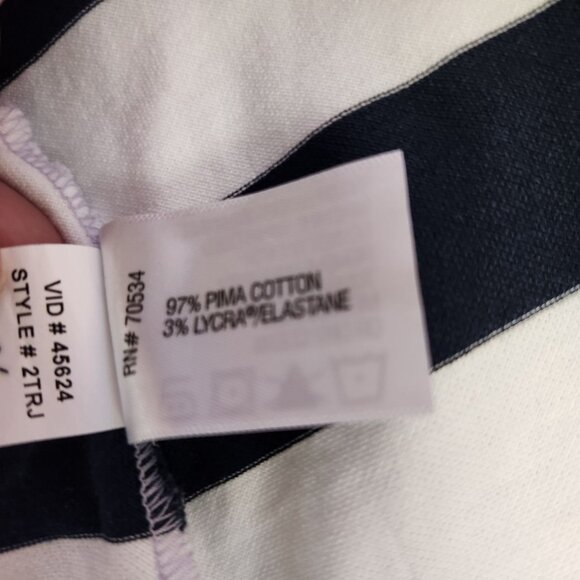 VID # 45624
STYLE # 2TRJ
RN# 70534
97% PIMA COTTON
3% LYCRA®/ELASTANE